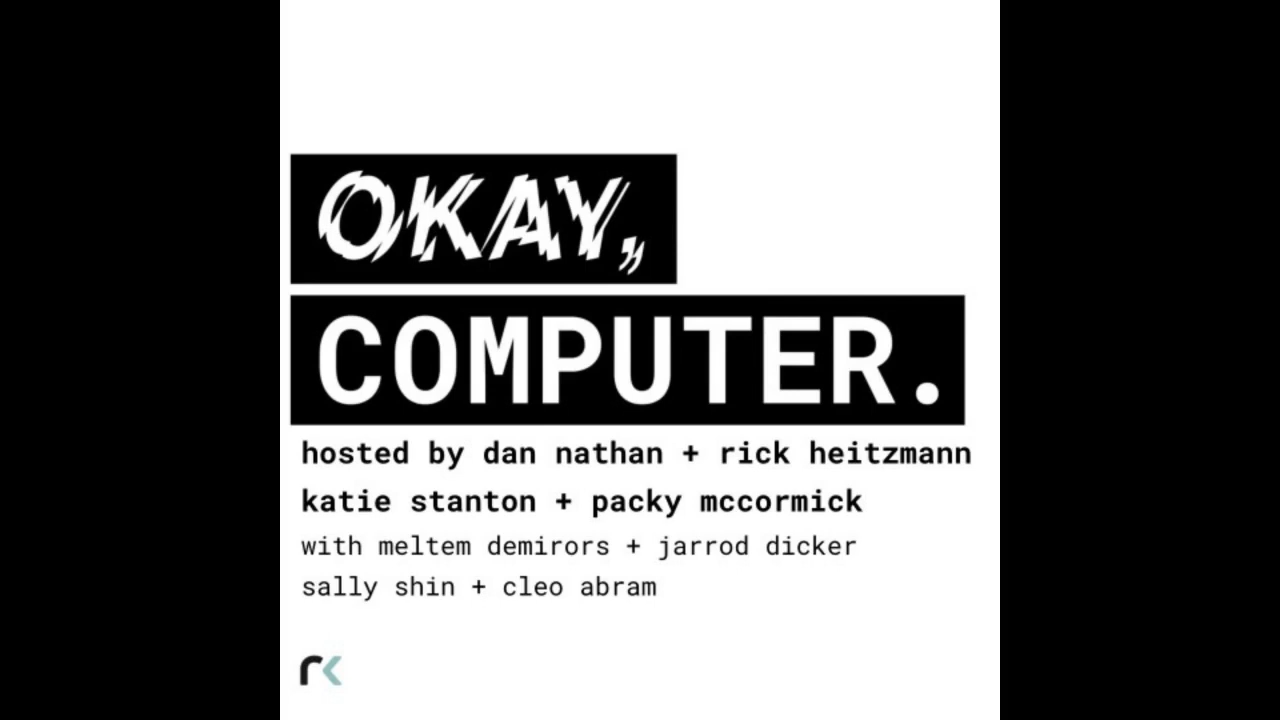 OKAY,
COMPUTER.
hosted by dan nathan + rick heitzmann
katie stanton + packy mccormick
with meltem demirors + jarrod dicker
sally shin + cleo abram
rk